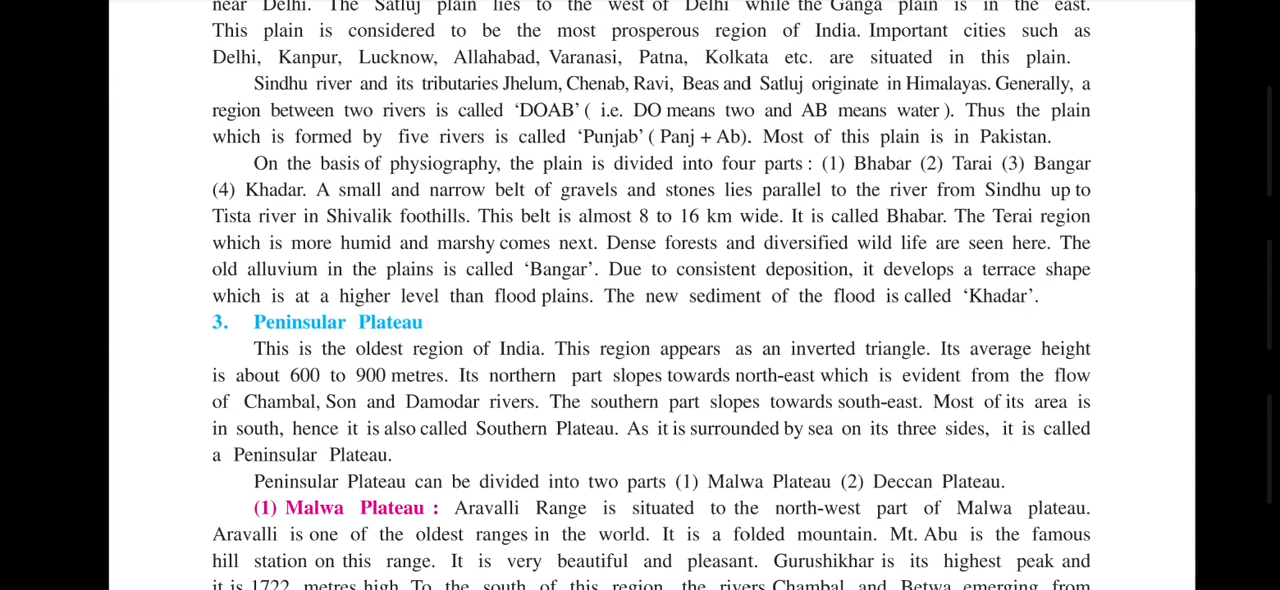 near Delhi. The Satluj plain lies to the west of Delhi while the Ganga plain is in the east.
This plain is considered to be the most prosperous region of India. Important cities such as
Delhi, Kanpur, Lucknow, Allahabad, Varanasi, Patna, Kolkata etc. are situated in this plain.
Sindhu river and its tributaries Jhelum, Chenab, Ravi, Beas and Satluj originate in Himalayas. Generally, a
region between two rivers is called ‘DOAB’ ( i.e. DO means two and AB means water ). Thus the plain
which is formed by five rivers is called ‘Punjab’ ( Panj + Ab). Most of this plain is in Pakistan.
On the basis of physiography, the plain is divided into four parts : (1) Bhabar (2) Tarai (3) Bangar
(4) Khadar. A small and narrow belt of gravels and stones lies parallel to the river from Sindhu up to
Tista river in Shivalik foothills. This belt is almost 8 to 16 km wide. It is called Bhabar. The Terai region
which is more humid and marshy comes next. Dense forests and diversified wild life are seen here. The
old alluvium in the plains is called ‘Bangar’. Due to consistent deposition, it develops a terrace shape
which is at a higher level than flood plains. The new sediment of the flood is called ‘Khadar’.
3. Peninsular Plateau
This is the oldest region of India. This region appears as an inverted triangle. Its average height
is about 600 to 900 metres. Its northern part slopes towards north-east which is evident from the flow
of Chambal, Son and Damodar rivers. The southern part slopes towards south-east. Most of its area is
in south, hence it is also called Southern Plateau. As it is surrounded by sea on its three sides, it is called
a Peninsular Plateau.
Peninsular Plateau can be divided into two parts (1) Malwa Plateau (2) Deccan Plateau.
(1) Malwa Plateau : Aravalli Range is situated to the north-west part of Malwa plateau.
Aravalli is one of the oldest ranges in the world. It is a folded mountain. Mt. Abu is the famous
hill station on this range. It is very beautiful and pleasant. Gurushikhar is its highest peak and
it is 1722 metres high. To the south of this region, the rivers Chambal and Betwa emerging from